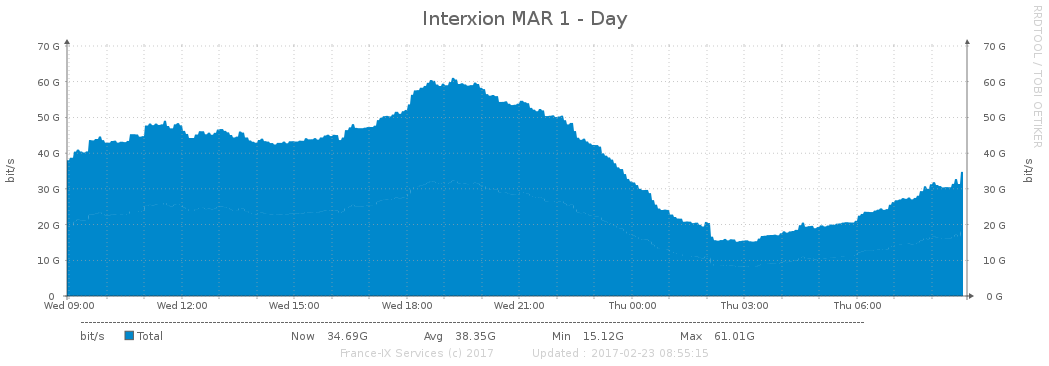 Interxion MAR 1 - Day
RRDTOOL / TOBI OETIKER
70 G 70 G
60 G 60 G
50 G 50 G
40 G 40 G
30 G 30 G
20 G 20 G
10 G 10 G
0 0 G
bit/s bit/s
Wed 09:00 Wed 12:00 Wed 15:00 Wed 18:00 Wed 21:00 Thu 00:00 Thu 03:00 Thu 06:00
bit/s Total Now 34.69G Avg 38.35G Min 15.12G Max 61.01G
France-IX Services (c) 2017 Updated : 2017-02-23 08:55:15